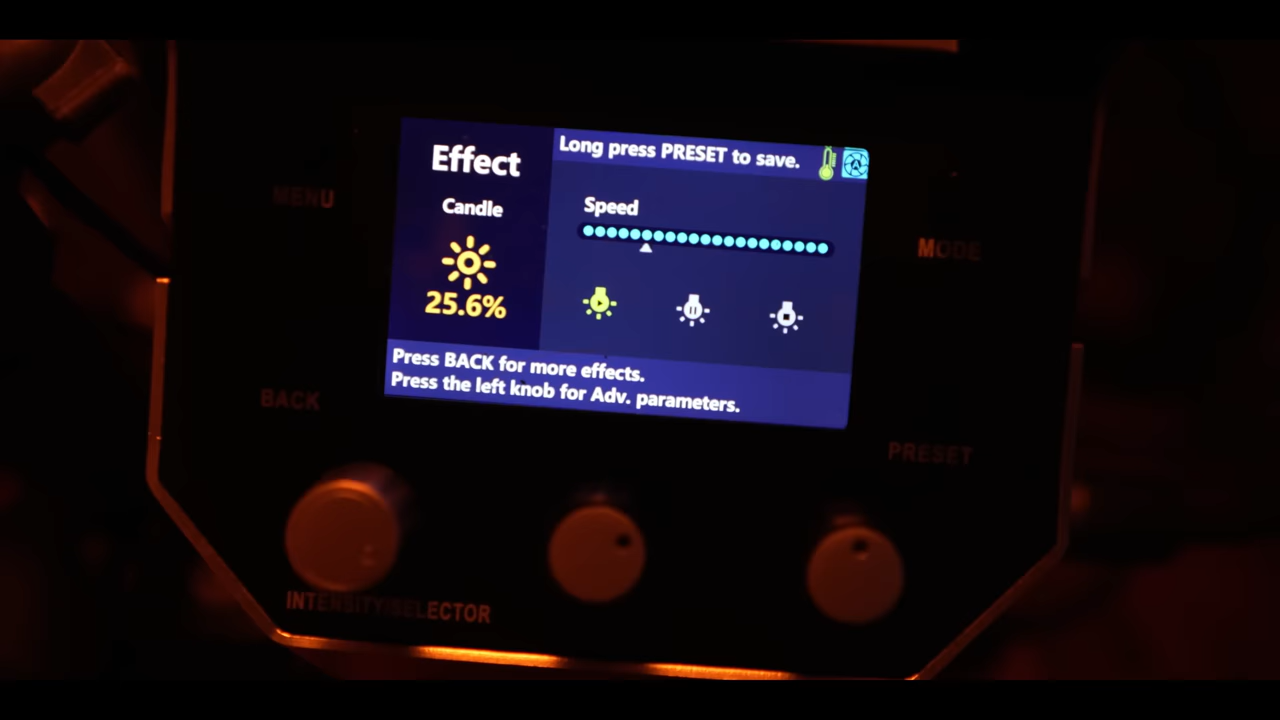 Effect
Long press PRESET to save.
A
Candle
Speed
25.6%
Press BACK for more effects.
Press the left knob for Adv. parameters.
MENU
MODE
BACK
PRESET
INTENSITY/SELECTOR